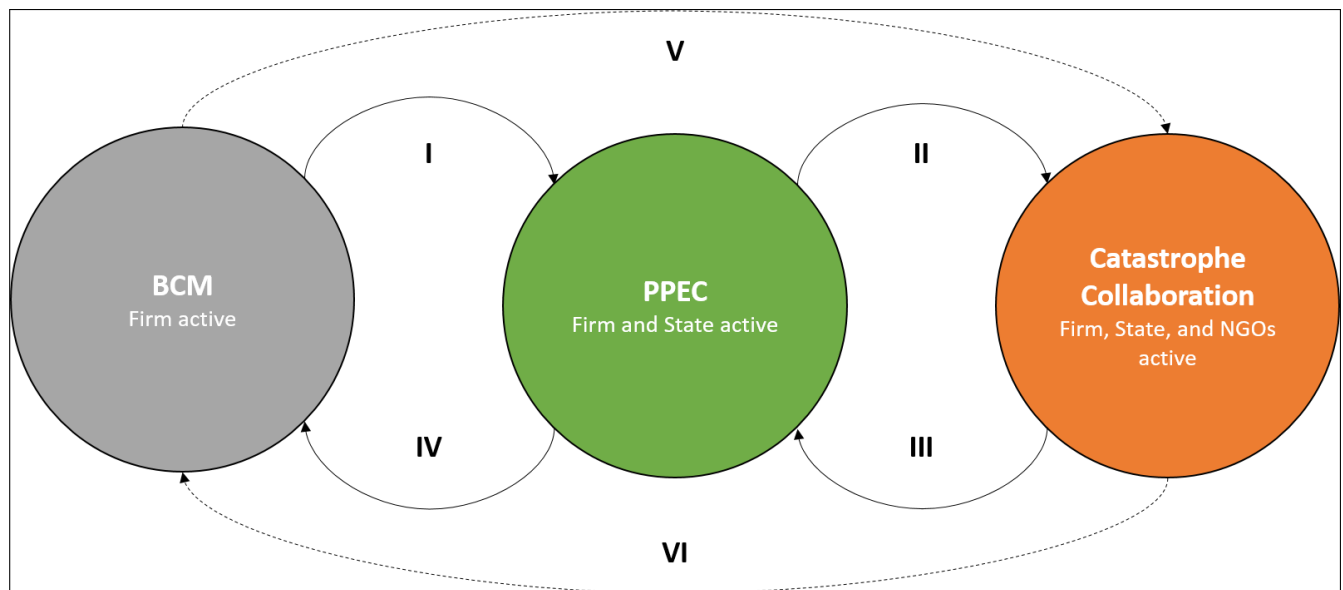 V
I
II
BCM
Firm active
PPEC
Firm and State active
Catastrophe
Collaboration
Firm, State, and NGOs
active
IV
III
VI